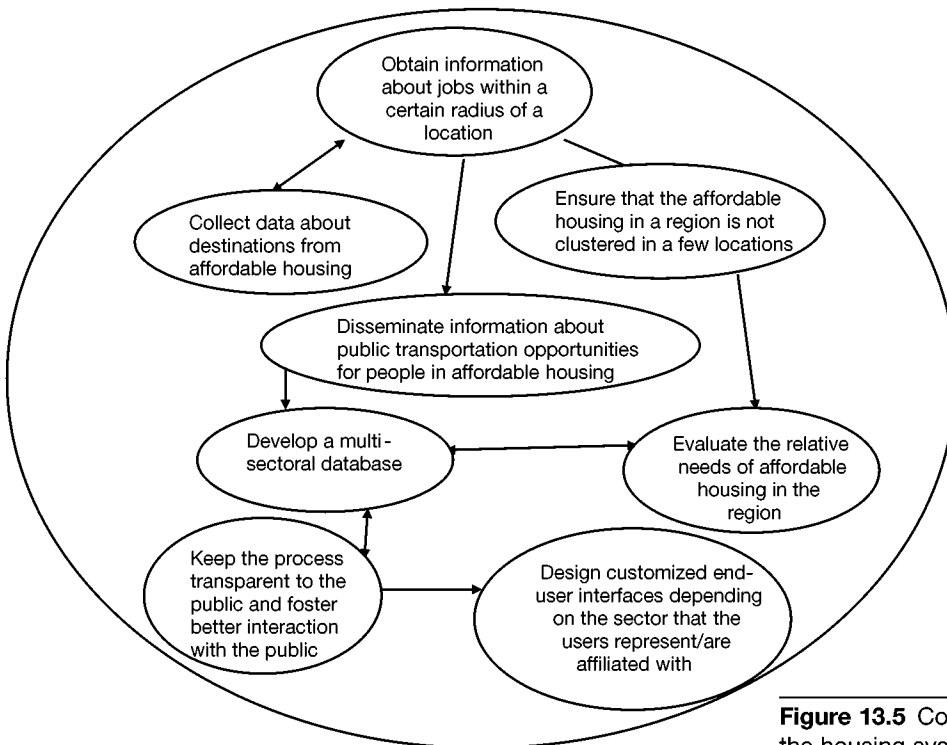 Obtain information
about jobs within a
certain radius of a
location
Collect data about
destinations from
affordable housing
Ensure that the affordable
housing in a region is not
clustered in a few locations
Disseminate information about
public transportation opportunities
for people in affordable housing
Develop a multi-
sectoral database
Evaluate the relative
needs of affordable
housing in the
region
Keep the process
transparent to the
public and foster
better interaction
with the public
Design customized end-
user interfaces depending
on the sector that the
users represent/are
affiliated with
Figure 13.5 Co
the housing sys